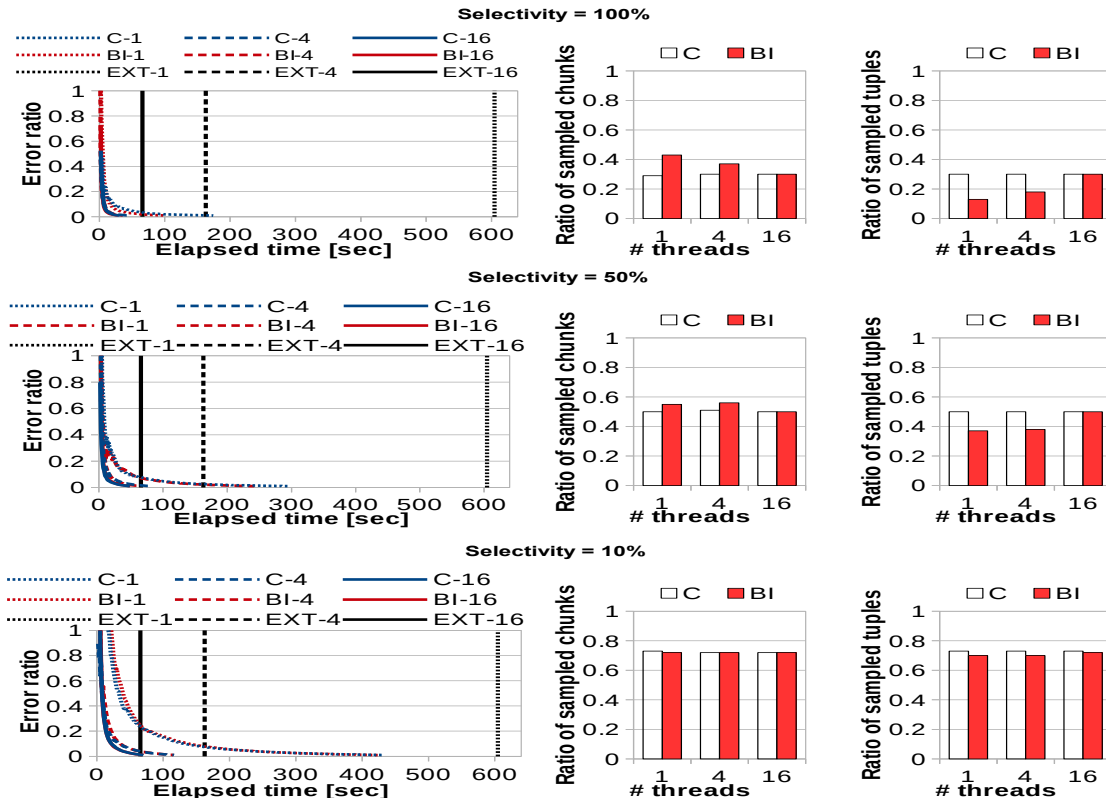 Selectivity = 100%
C-1 C-4 C-16
BI-1 BI-4 BI-16
EXT-1 EXT-4 EXT-16
Error ratio
1
0.8
0.6
0.4
0.2
0
0 100 200 300 400 500 600
Elapsed time [sec]
C BI
Ratio of sampled chunks
1
0.8
0.6
0.4
0.2
0
1 4 16
# threads
C BI
Ratio of sampled tuples
1
0.8
0.6
0.4
0.2
0
1 4 16
# threads
Selectivity = 50%
C-1 C-4 C-16
BI-1 BI-4 BI-16
EXT-1 EXT-4 EXT-16
Error ratio
1
0.8
0.6
0.4
0.2
0
0 100 200 300 400 500 600
Elapsed time [sec]
C BI
Ratio of sampled chunks
1
0.8
0.6
0.4
0.2
0
1 4 16
# threads
C BI
Ratio of sampled tuples
1
0.8
0.6
0.4
0.2
0
1 4 16
# threads
Selectivity = 10%
C-1 C-4 C-16
BI-1 BI-4 BI-16
EXT-1 EXT-4 EXT-16
Error ratio
1
0.8
0.6
0.4
0.2
0
0 100 200 300 400 500 600
Elapsed time [sec]
C BI
Ratio of sampled chunks
1
0.8
0.6
0.4
0.2
0
1 4 16
# threads
C BI
Ratio of sampled tuples
1
0.8
0.6
0.4
0.2
0
1 4 16
# threads